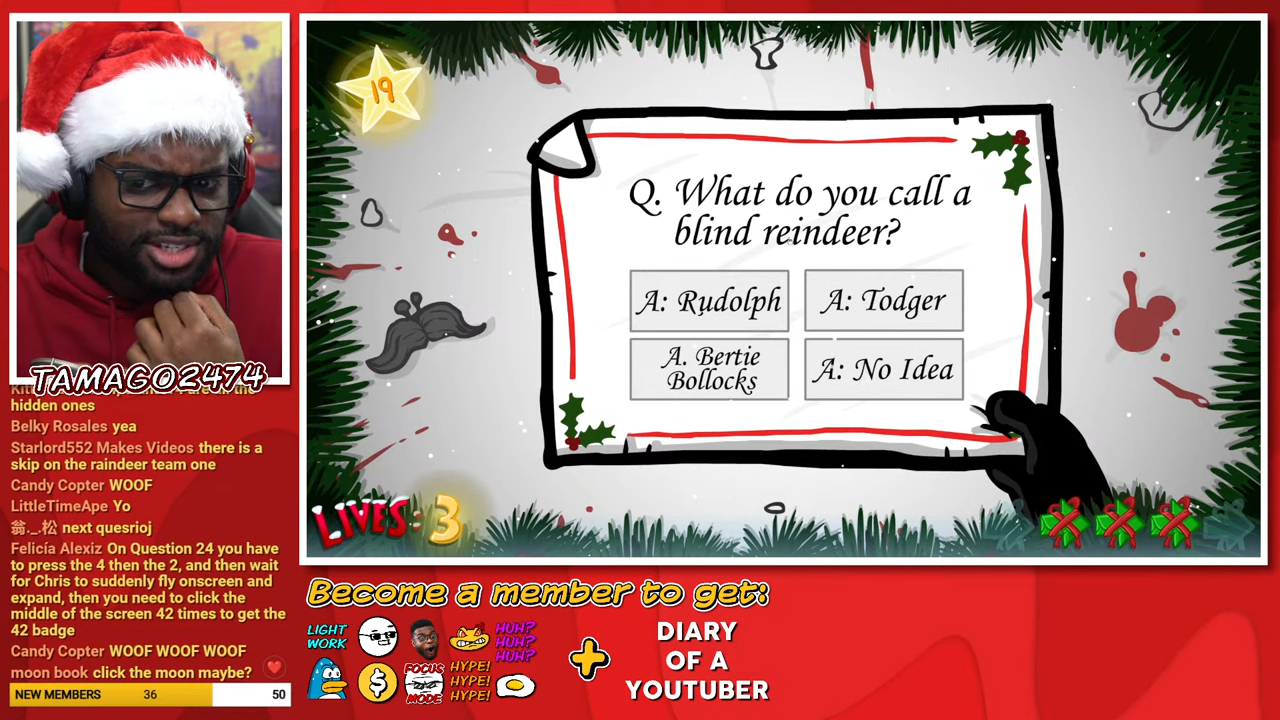 19
Q. What do you call a
blind reindeer?
A: Rudolph
A: Todger
A. Bertie
Bollocks
A: No Idea
LIVES: 3
TAMAGO2474
hidden ones
Belky Rosales yea
Starlord552 Makes Videos there is a
skip on the raindeer team one
Candy Copter WOOF
LittleTimeApe Yo
翁._.松 next quesrioj
Felicía Alexiz On Question 24 you have
to press the 4 then the 2, and then wait
for Chris to suddenly fly onscreen and
expand, then you need to click the
middle of the screen 42 times to get the
42 badge
Candy Copter WOOF WOOF WOOF
moon book click the moon maybe?
NEW MEMBERS 36 50
Become a member to get:
LIGHT
WORK
HUH?
HUH?
HUH?
FOCUS
MODE
HYPE!
HYPE!
HYPE!
DIARY
OF A
YOUTUBER